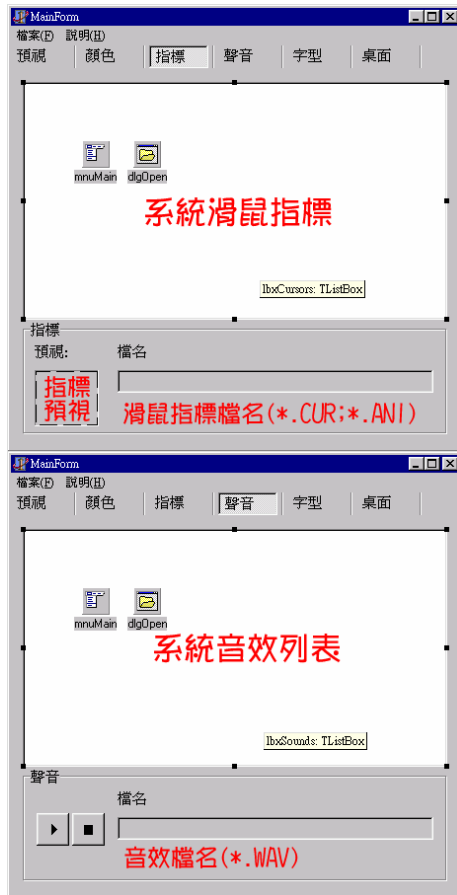 MainForm
檔案(F) 說明(H)
預視 顏色 指標 聲音 字型 桌面
mnuMain dlgOpen
系統滑鼠指標
lbxCursors: TListBox
指標
預視: 檔名
指標
預視
滑鼠指標檔名(*.CUR;*.ANI)
MainForm
檔案(F) 說明(H)
預視 顏色 指標 聲音 字型 桌面
mnuMain dlgOpen
系統音效列表
lbxSounds: TListBox
聲音
檔名
音效檔名(*.WAV)